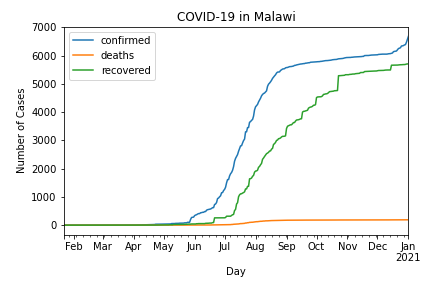 COVID-19 in Malawi
confirmed
deaths
recovered
Number of Cases
7000
6000
5000
4000
3000
2000
1000
0
Feb Mar Apr May Jun Jul Aug Sep Oct Nov Dec Jan
2021
Day